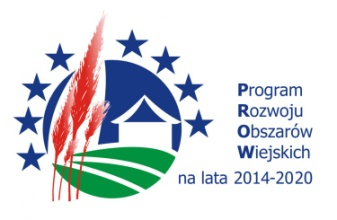 Program
Rozwoju
Obszarów
Wiejskich
na lata 2014-2020